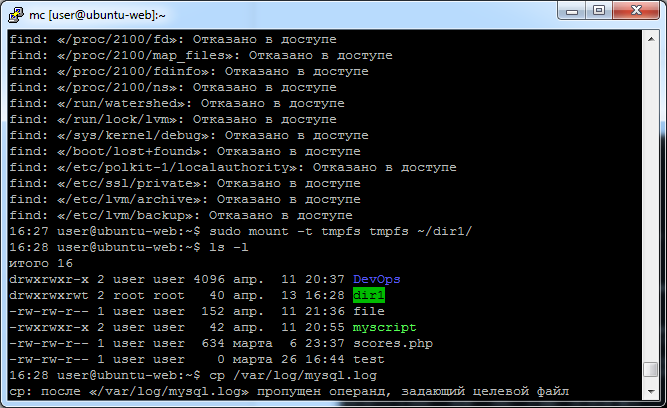 mc [user@ubuntu-web]:~
find: «/proc/2100/fd»: Отказано в доступе
find: «/proc/2100/map_files»: Отказано в доступе
find: «/proc/2100/fdinfo»: Отказано в доступе
find: «/proc/2100/ns»: Отказано в доступе
find: «/run/watershed»: Отказано в доступе
find: «/run/lock/lvm»: Отказано в доступе
find: «/sys/kernel/debug»: Отказано в доступе
find: «/boot/lost+found»: Отказано в доступе
find: «/etc/polkit-1/localauthority»: Отказано в доступе
find: «/etc/ssl/private»: Отказано в доступе
find: «/etc/lvm/archive»: Отказано в доступе
find: «/etc/lvm/backup»: Отказано в доступе
16:27 user@ubuntu-web:~$ sudo mount -t tmpfs tmpfs ~/dir1/
16:28 user@ubuntu-web:~$ ls -l
итого 16
drwxrwxr-x 2 user user 4096 апр.  11 20:37 DevOps
drwxrwxrwt 2 root root   40 апр.  13 16:28 dir1
-rw-rw-r-- 1 user user  152 апр.  11 21:36 file
-rwxrwxr-x 2 user user   42 апр.  11 20:55 myscript
-rw-rw-r-- 1 user user  634 марта  6 23:37 scores.php
-rw-rw-r-- 1 user user    0 марта 26 16:44 test
16:28 user@ubuntu-web:~$ cp /var/log/mysql.log
cp: после «/var/log/mysql.log» пропущен операнд, задающий целевой файл